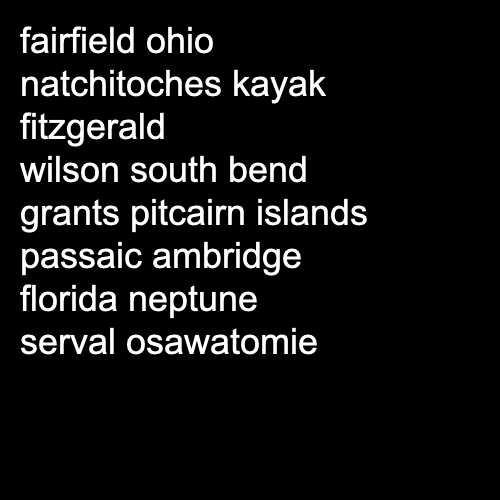 fairfield ohio
natchitoches kayak
fitzgerald
wilson south bend
grants pitcairn islands
passaic ambridge
florida neptune
serval osawatomie